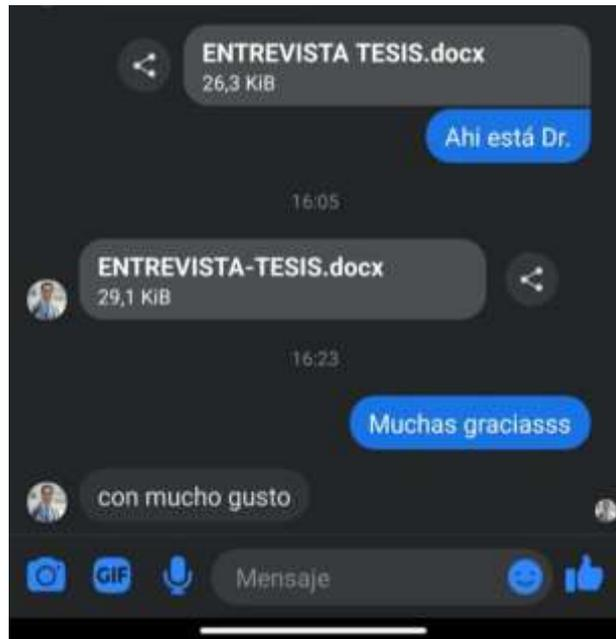 ENTREVISTA TESIS.docx
26,3 KiB
Ahi está Dr.
16:05
ENTREVISTA-TESIS.docx
29,1 KiB
16:23
Muchas graciasss
con mucho gusto
GIF
Mensaje